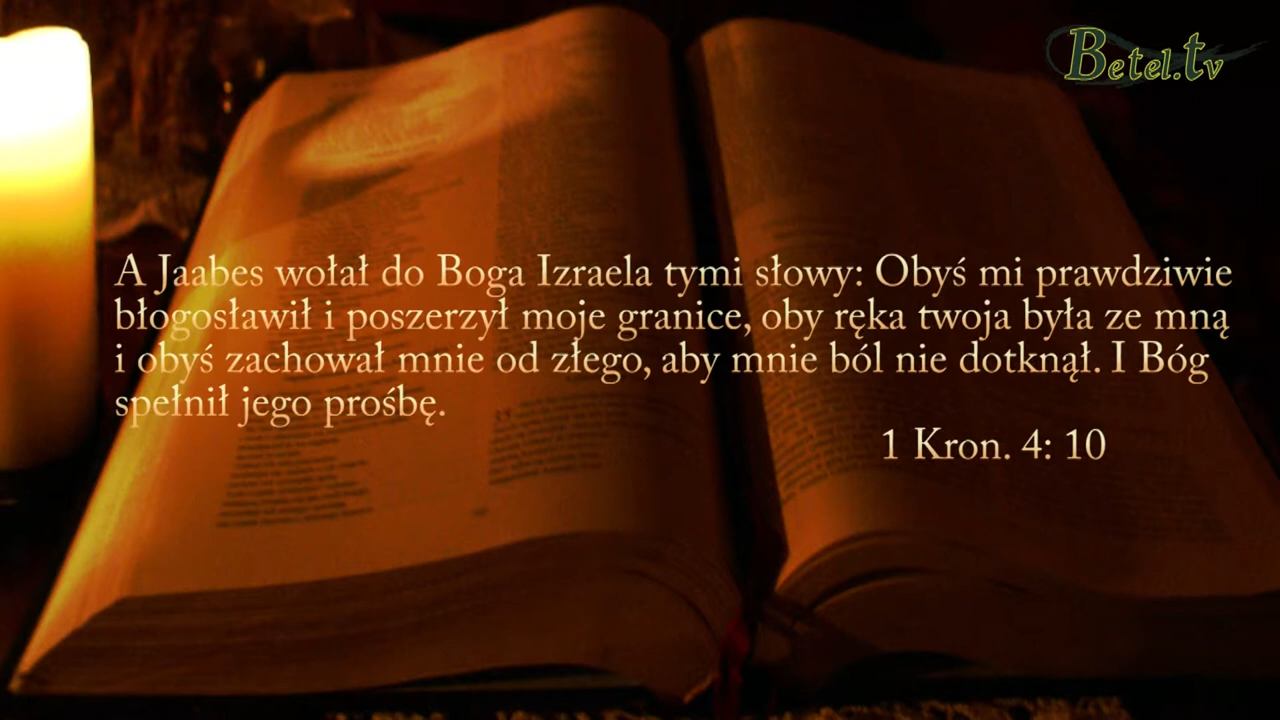 Betel.tv
A Jaabes wołał do Boga Izraela tymi słowy: Obyś mi prawdziwie
błogosławił i poszerzył moje granice, oby ręka twoja była ze mną
i obyś zachował mnie od złego, aby mnie ból nie dotknął. I Bóg
spełnił jego prośbę.
1 Kron. 4: 10